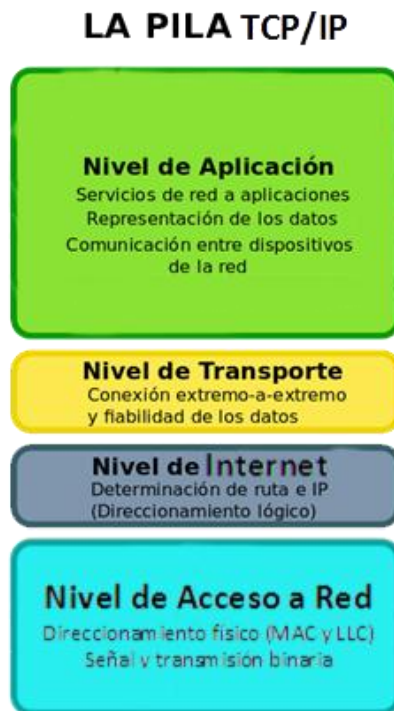 LA PILA TCP/IP
Nivel de Aplicación
Servicios de red a aplicaciones
Representación de los datos
Comunicación entre dispositivos
de la red
Nivel de Transporte
Conexión extremo-a-extremo
y fiabilidad de los datos
Nivel de Internet
Determinación de ruta e IP
(Direccionamiento lógico)
Nivel de Acceso a Red
Direccionamiento físico (MAC y LLC)
Señal y transmisión binaria